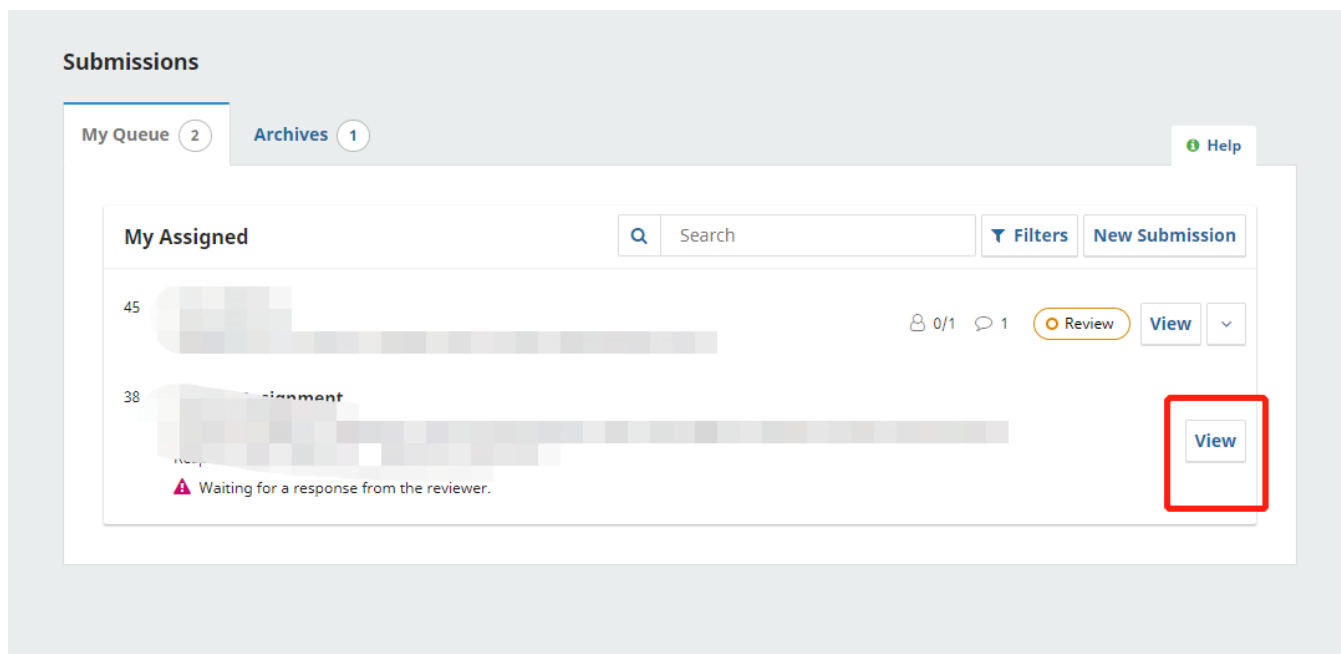 Submissions
My Queue 2 Archives 1
Help
My Assigned Search Filters New Submission
45
0/1 1 Review View
38
View
Waiting for a response from the reviewer.